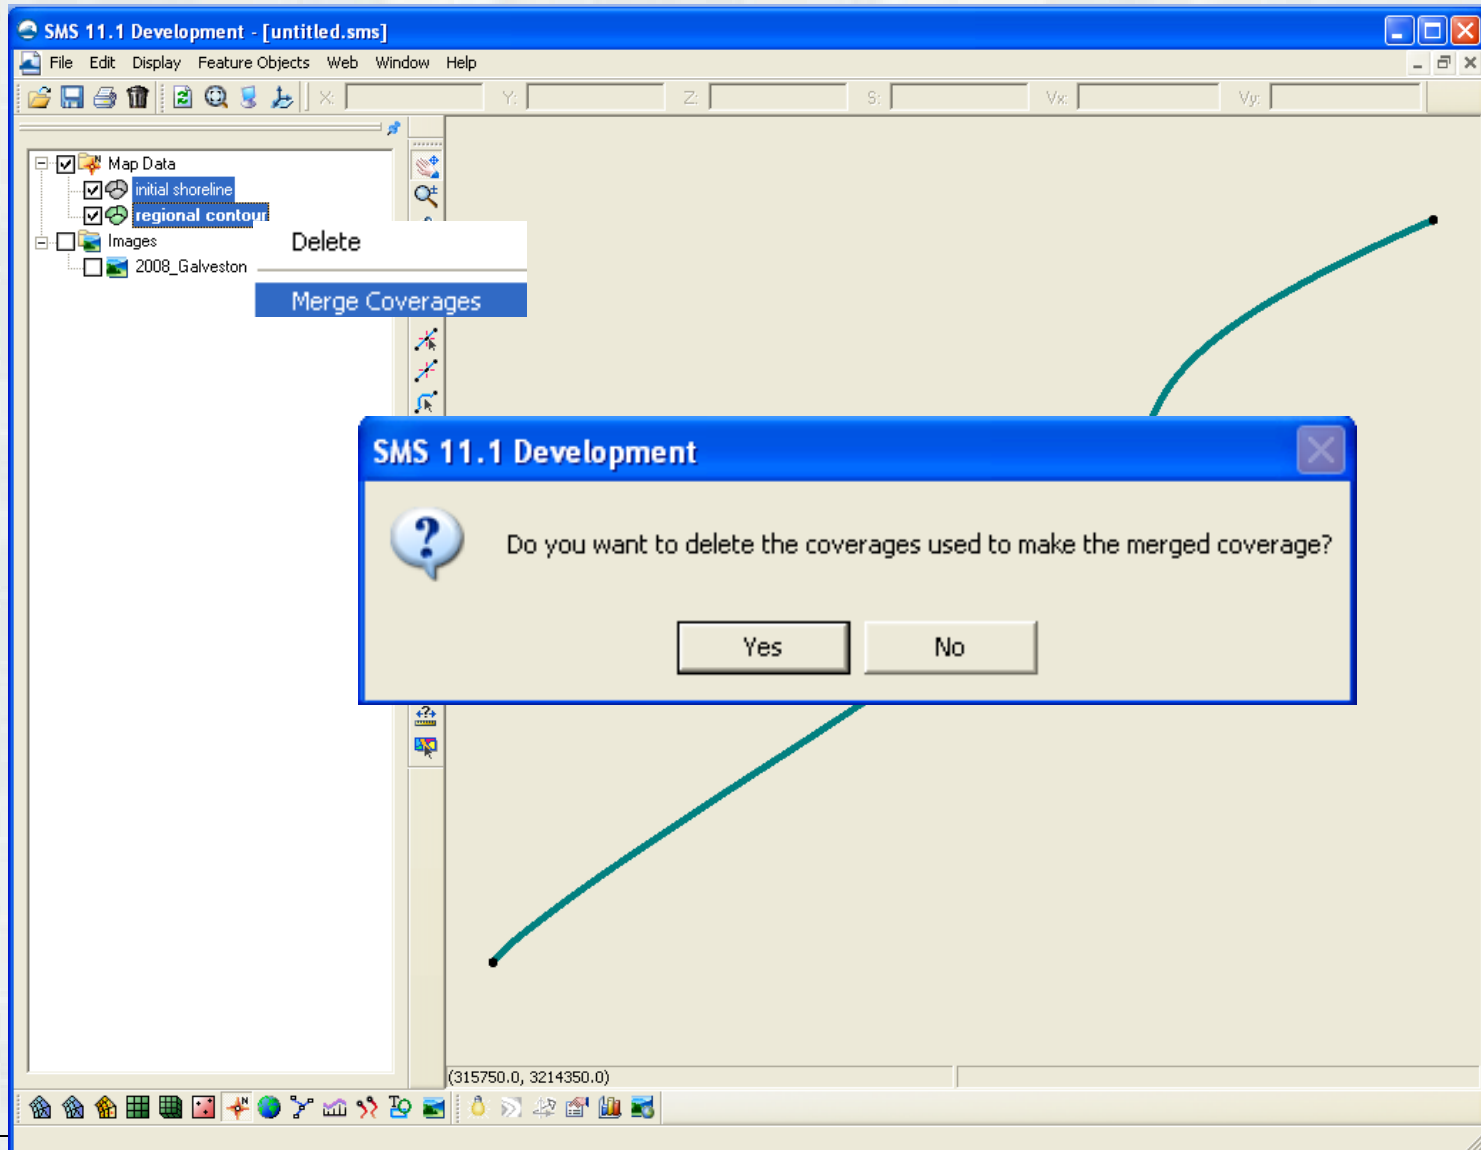 SMS 11.1 Development - [untitled.sms]
File Edit Display Feature Objects Web Window Help
X: Y: Z: S: Vx: Vy:
Map Data
initial shoreline
regional contour
Images
2008_Galveston
Delete
Merge Coverages
SMS 11.1 Development
Do you want to delete the coverages used to make the merged coverage?
Yes No
(315750.0, 3214350.0)